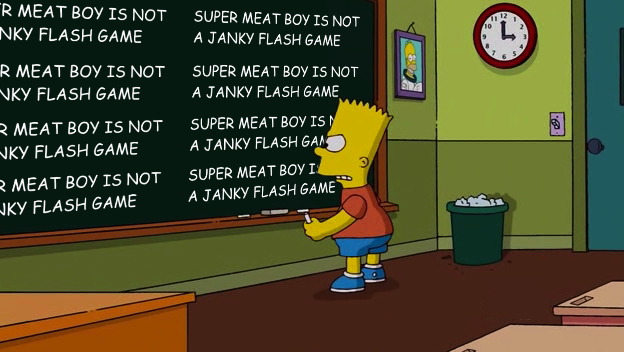 R MEAT BOY IS NOT
NKY FLASH GAME
R MEAT BOY IS NOT
NKY FLASH GAME
R MEAT BOY IS NOT
NKY FLASH GAME
R MEAT BOY IS NOT
NKY FLASH GAME
SUPER MEAT BOY IS NOT
A JANKY FLASH GAME
SUPER MEAT BOY IS NOT
A JANKY FLASH GAME
SUPER MEAT BOY IS N
A JANKY FLASH GAM
SUPER MEAT BOY I
A JANKY FLASH GAME